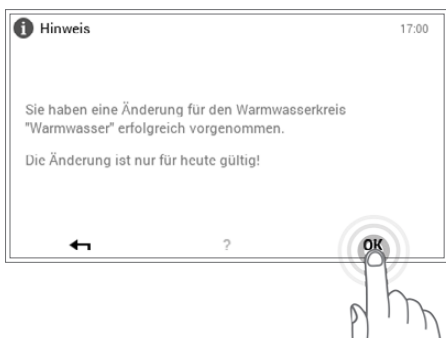 i Hinweis 17:00
Sie haben eine Änderung für den Warmwasserkreis
"Warmwasser" erfolgreich vorgenommen.
Die Änderung ist nur für heute gültig!
? OK